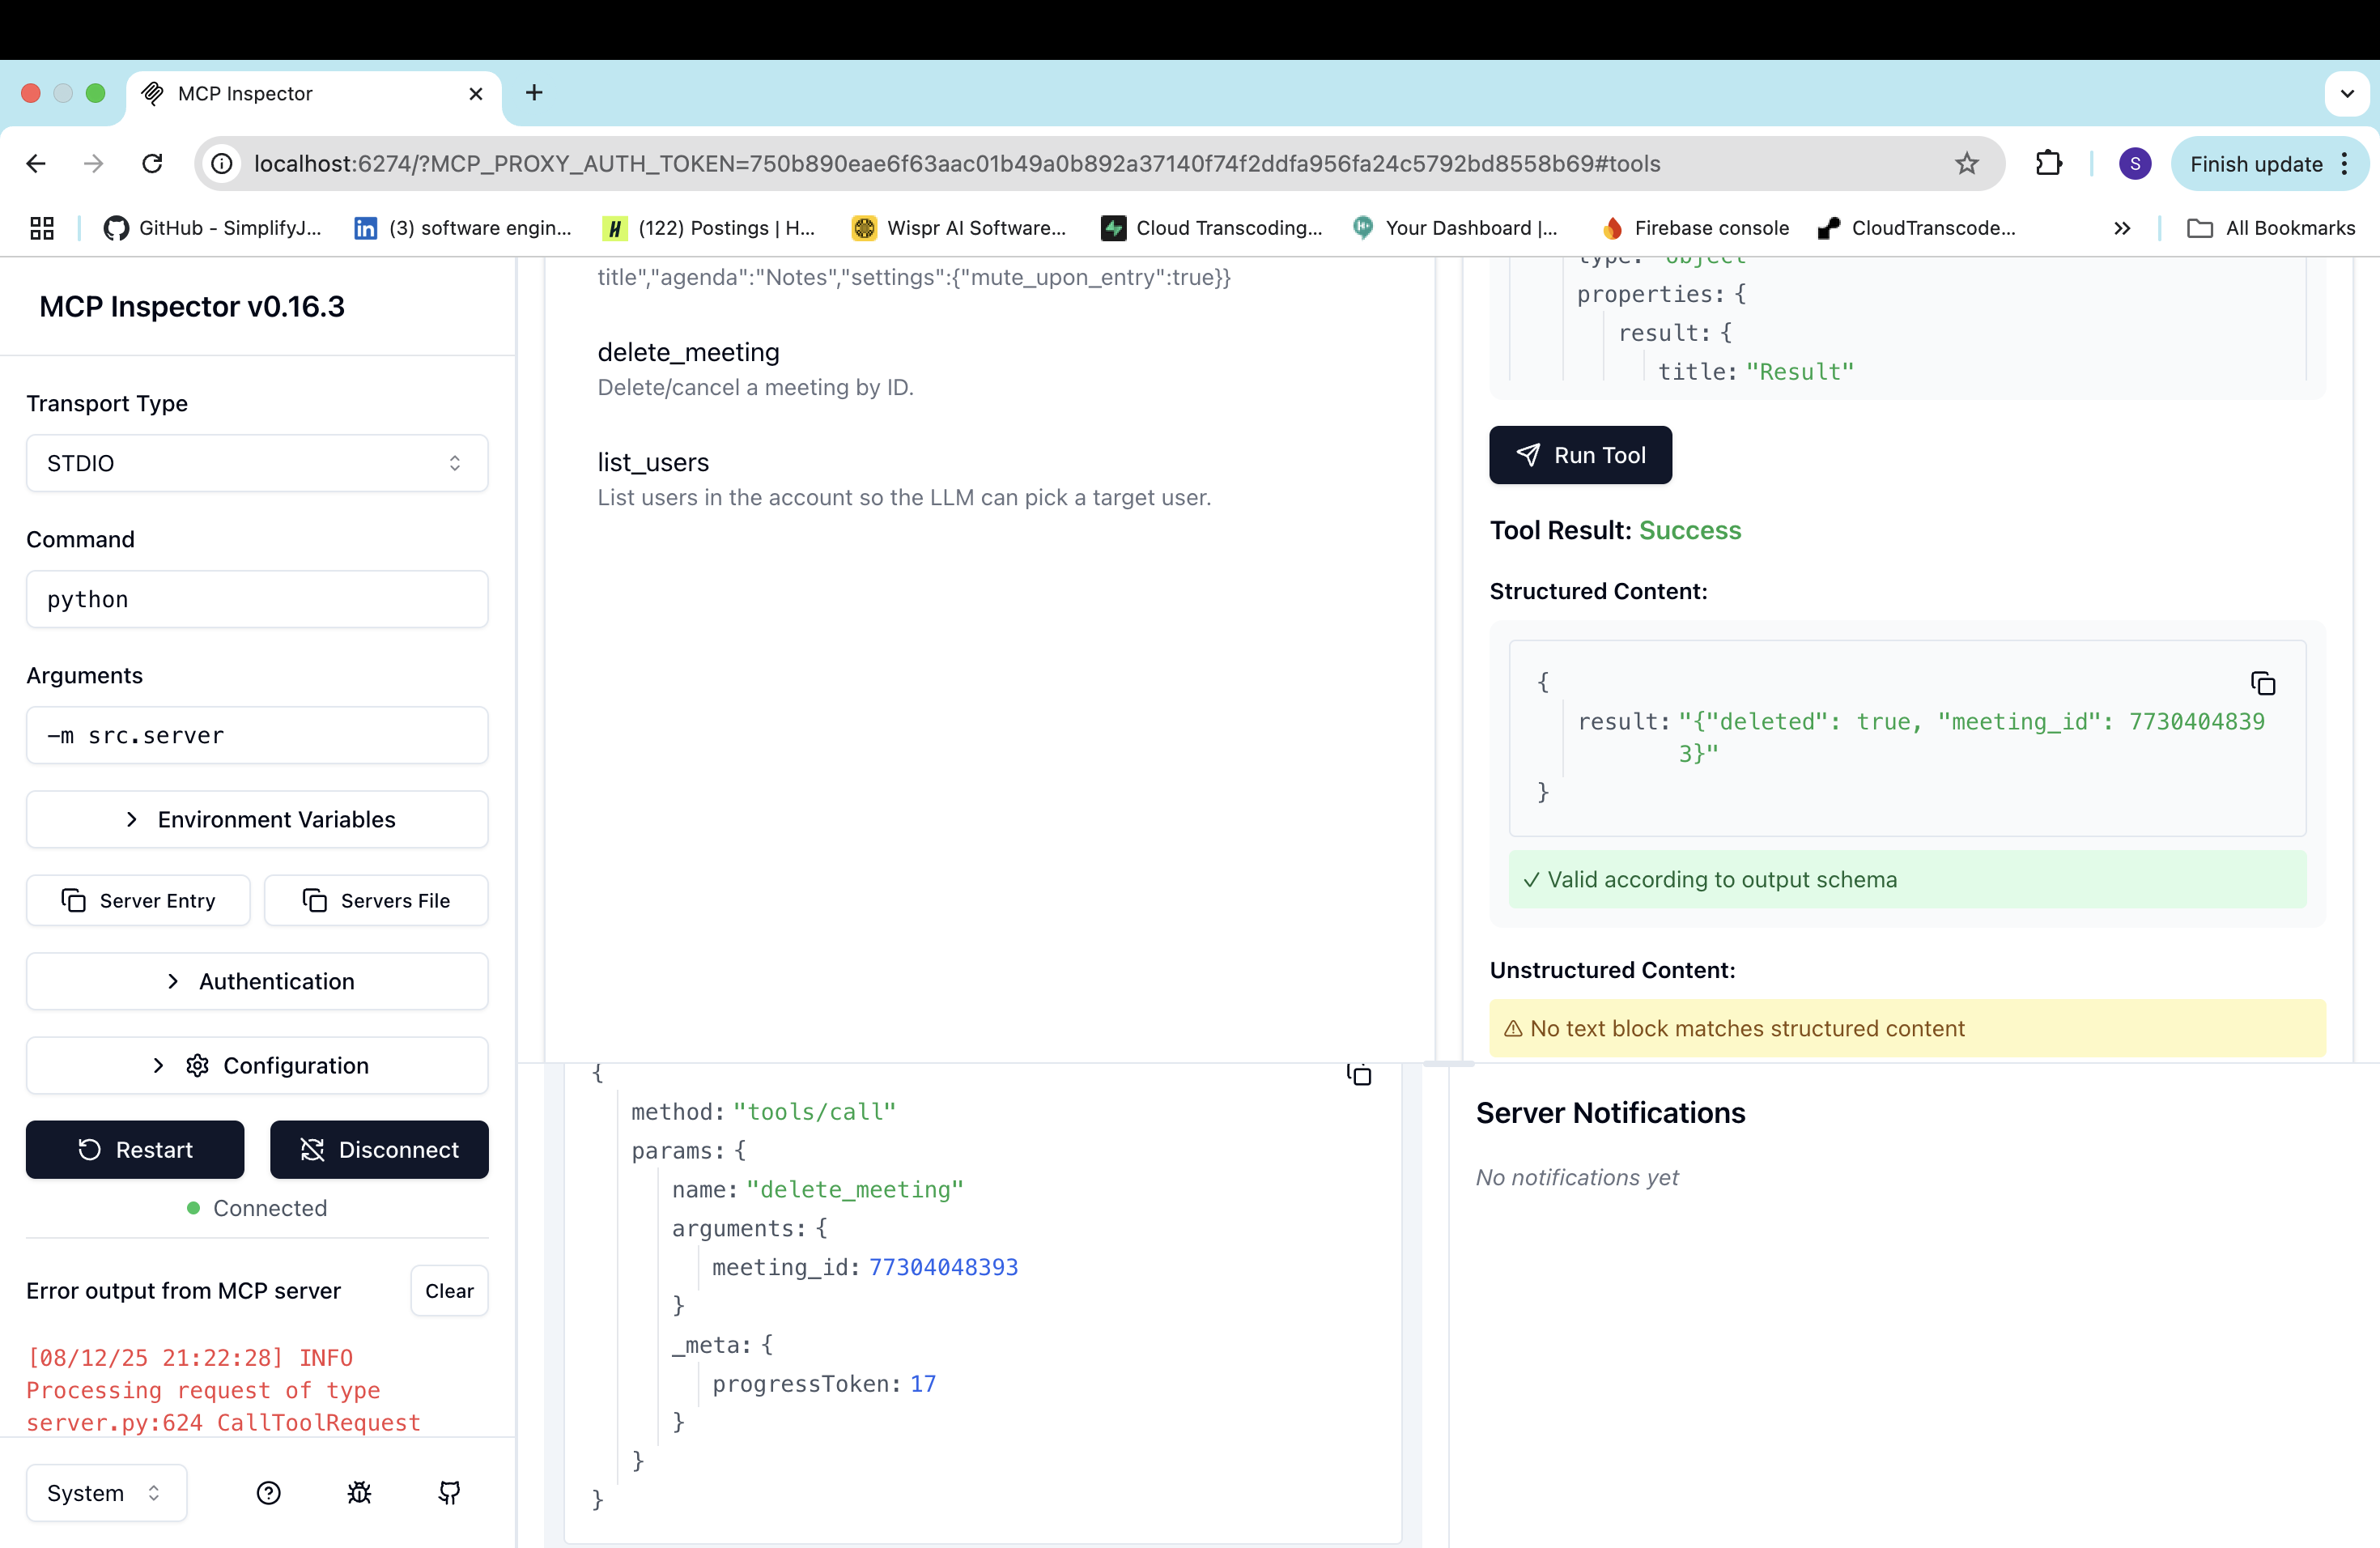 MCP Inspector
localhost:6274/?MCP_PROXY_AUTH_TOKEN=750b890eae6f63aac01b49a0b892a37140f74f2ddfa956fa24c5792bd8558b69#tools
S
Finish update
GitHub - SimplifyJ...
(3) software engin...
(122) Postings | H...
Wispr AI Software...
Cloud Transcoding...
Your Dashboard |...
Firebase console
CloudTranscode...
All Bookmarks
MCP Inspector v0.16.3
Transport Type
STDIO
Command
python
Arguments
-m src.server
Environment Variables
Server Entry
Servers File
Authentication
Configuration
Restart
Disconnect
Connected
Error output from MCP server
Clear
[08/12/25 21:22:28] INFO
Processing request of type
server.py:624 CallToolRequest
System
title","agenda":"Notes","settings":{"mute_upon_entry":true}}
delete_meeting
Delete/cancel a meeting by ID.
list_users
List users in the account so the LLM can pick a target user.
type: "object"
properties: {
result: {
title: "Result"
Run Tool
Tool Result: Success
Structured Content:
{
result: "{"deleted": true, "meeting_id": 7730404839
3}"
}
✓ Valid according to output schema
Unstructured Content:
⚠ No text block matches structured content
{
method: "tools/call"
params: {
name: "delete_meeting"
arguments: {
meeting_id: 77304048393
}
_meta: {
progressToken: 17
}
}
}
Server Notifications
No notifications yet